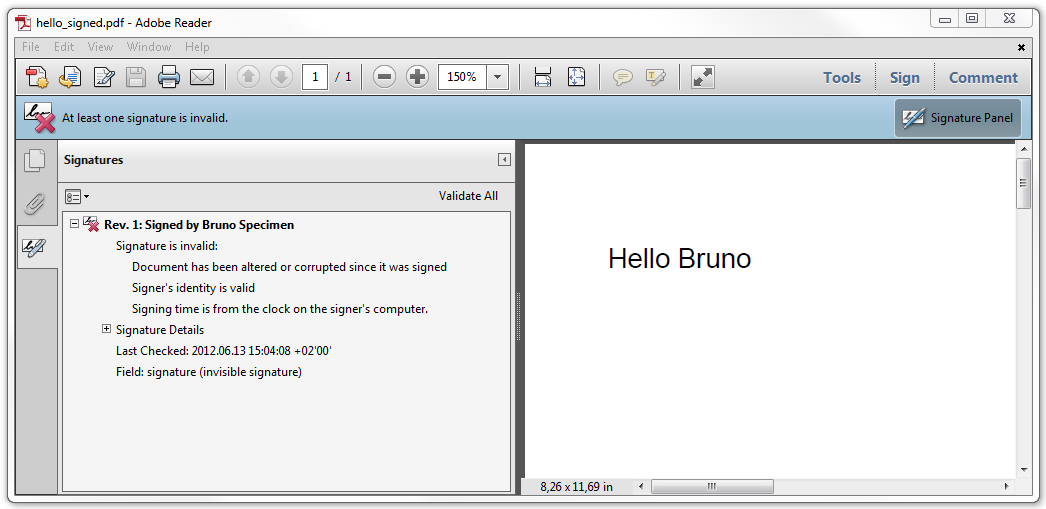 hello_signed.pdf - Adobe Reader
File Edit View Window Help
1 / 1 150% Tools Sign Comment
At least one signature is invalid. Signature Panel
Signatures
Validate All
Rev. 1: Signed by Bruno Specimen
Signature is invalid:
Document has been altered or corrupted since it was signed
Signer's identity is valid
Signing time is from the clock on the signer's computer.
Signature Details
Last Checked: 2012.06.13 15:04:08 +02'00'
Field: signature (invisible signature)
Hello Bruno
8,26 x 11,69 in